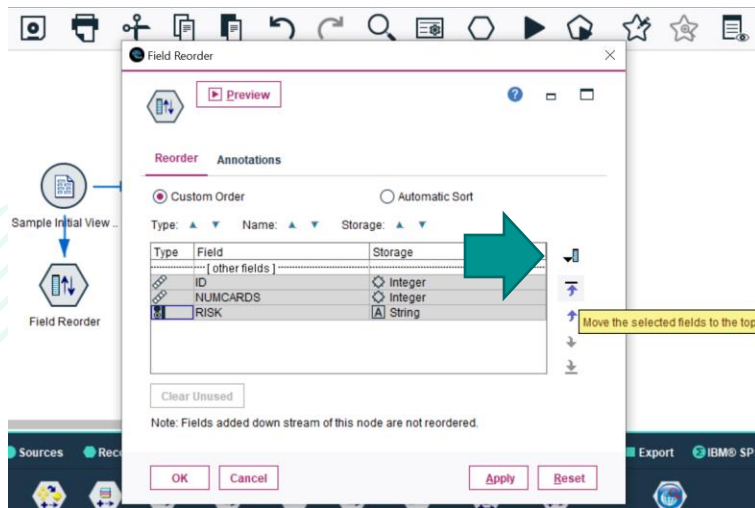 Field Reorder
Preview
Reorder Annotations
Custom Order Automatic Sort
Sample Initial View ..
Type: Name: Storage:
Type Field Storage
[ other fields ]
ID Integer
NUMCARDS Integer
RISK A String
Field Reorder
Move the selected fields to the top
Clear Unused
Note: Fields added down stream of this node are not reordered.
Sources Reco Export IBM® SP
OK Cancel Apply Reset